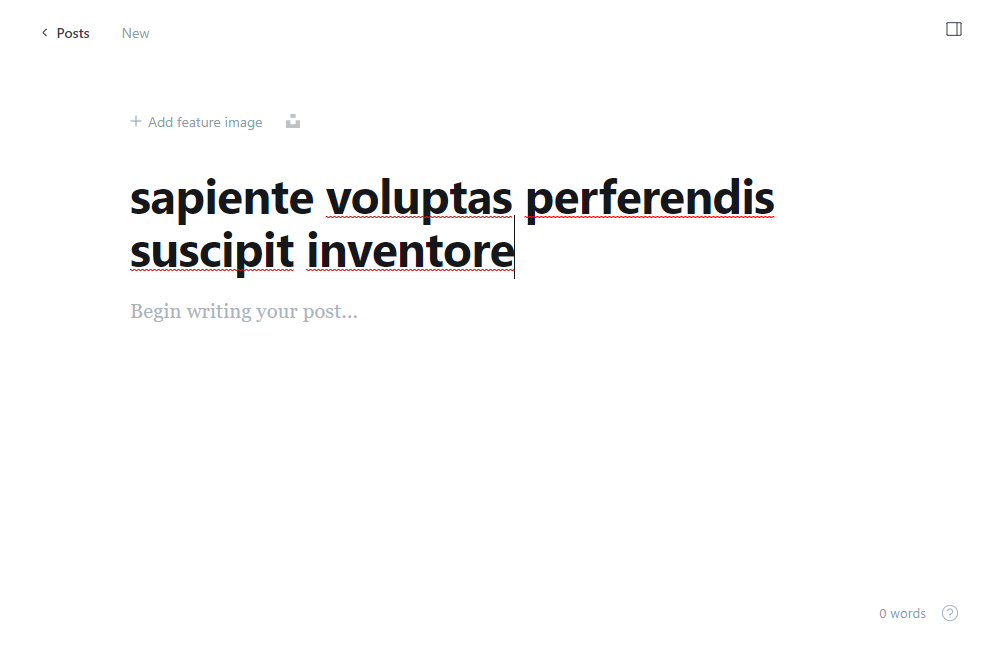 Posts
New
Add feature image
sapiente voluptas perferendis
suscipit inventore
Begin writing your post...
0 words
?